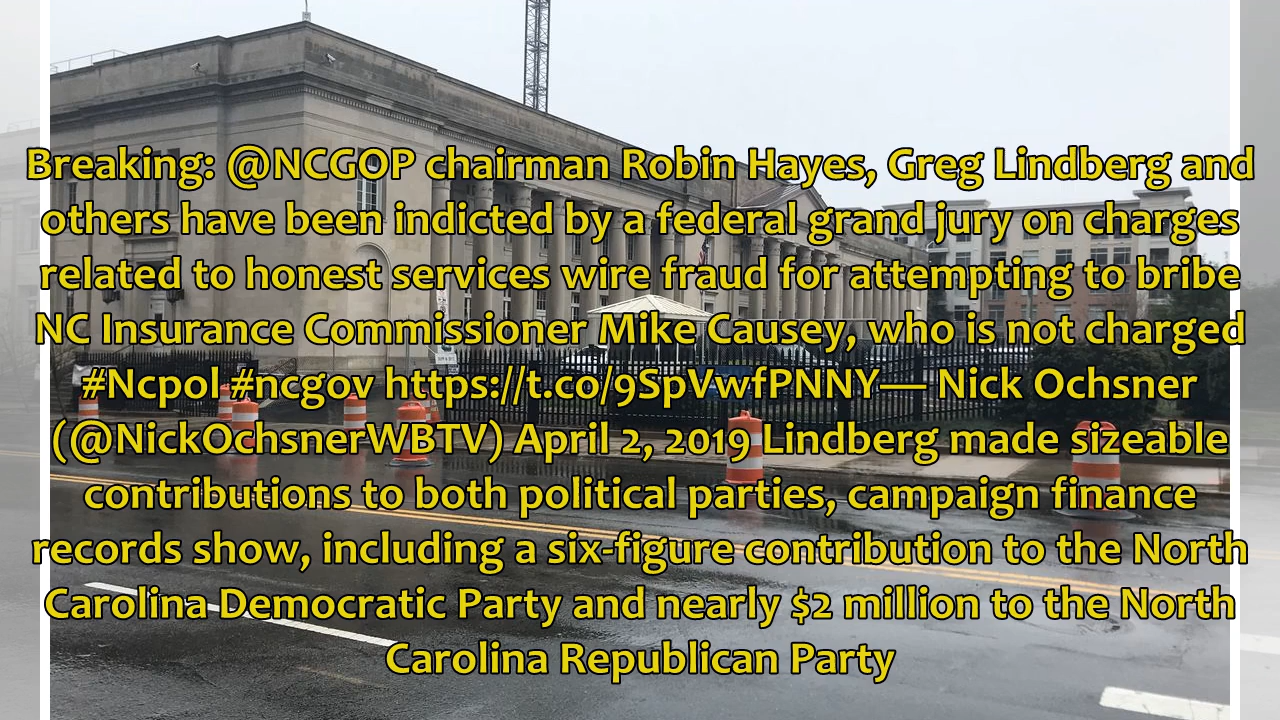 Breaking: @NCGOP chairman Robin Hayes, Greg Lindberg and
others have been indicted by a federal grand jury on charges
related to honest services wire fraud for attempting to bribe
NC Insurance Commissioner Mike Causey, who is not charged
#Ncpol #ncgov https://t.co/9SpVwfPNNY— Nick Ochsner
(@NickOchsnerWBTV) April 2, 2019 Lindberg made sizeable
contributions to both political parties, campaign finance
records show, including a six-figure contribution to the North
Carolina Democratic Party and nearly $2 million to the North
Carolina Republican Party